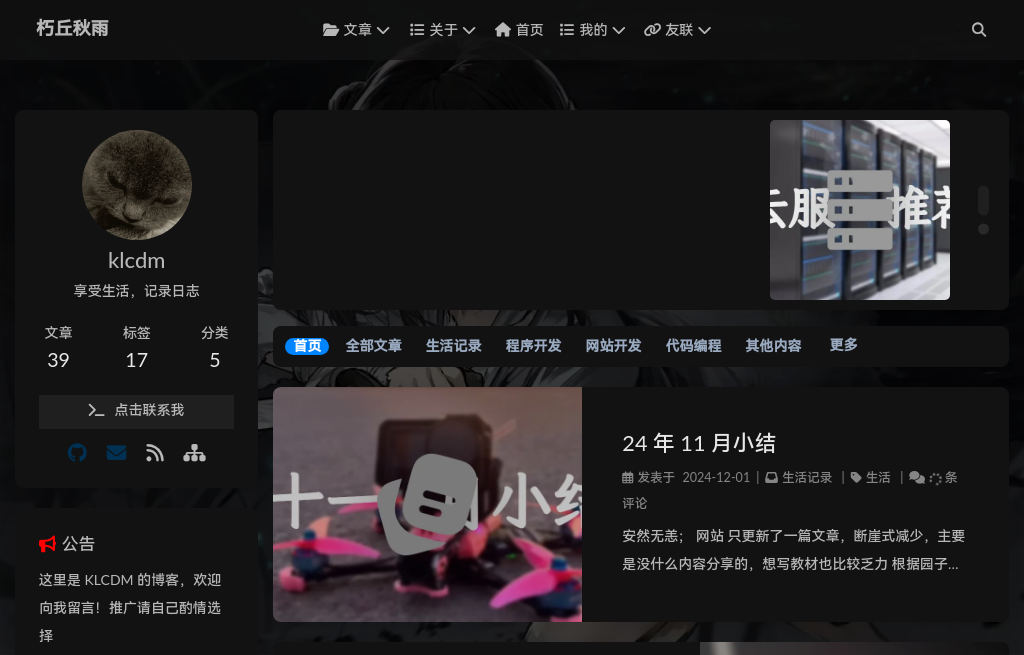 朽丘秋雨
文章 关于 首页 我的 友联
klcdm
享受生活，记录日志
文章 标签 分类
39 17 5
点击联系我
公告
这里是 KLCDM 的博客，欢迎
向我留言！推广请自己酌情选
择
云服 推荐
首页 全部文章 生活记录 程序开发 网站开发 代码编程 其他内容 更多
十一月小结
24 年 11 月小结
发表于 2024-12-01 | 生活记录 | 生活 | 条
评论
安然无恙； 网站 只更新了一篇文章，断崖式减少，主要
是没什么内容分享的，想写教材也比较乏力 根据园子...